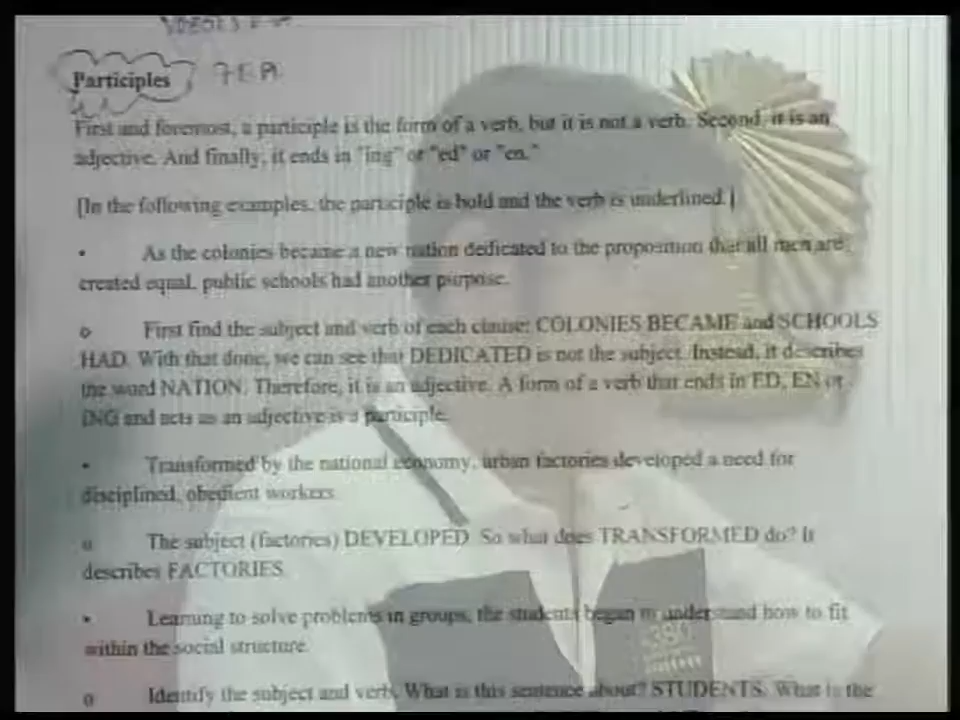 Participles
First and foremost, a participle is the form of a verb, but it is not a verb. Second, it is an
adjective. And finally, it ends in "ing" or "ed" or "en."
[In the following examples, the participle is bold and the verb is underlined.]
• As the colonies became a new nation dedicated to the proposition that all men are
created equal, public schools had another purpose.
o First find the subject and verb of each clause: COLONIES BECAME and SCHOOLS
HAD. With that done, we can see that DEDICATED is not the subject. Instead, it describes
the word NATION. Therefore, it is an adjective. A form of a verb that ends in ED, EN or
ING and acts as an adjective is a participle.
• Transformed by the national economy, urban factories developed a need for
disciplined, obedient workers.
o The subject (factories) DEVELOPED. So what does TRANSFORMED do? It
describes FACTORIES.
• Learning to solve problems in groups, the students began to understand how to fit
within the social structure.
o Identify the subject and verb. What is this sentence about? STUDENTS. What is the